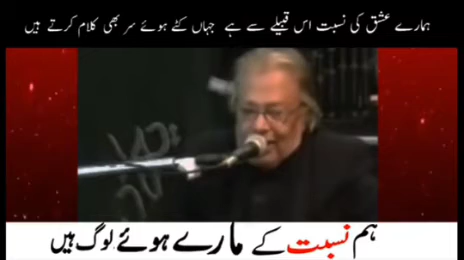 ہمارے عشق کی نسبت اس قبیلے سے ہے جہاں کٹے ہوئے سر بھی کلام کرتے ہیں
ہم نسبت کے مارے ہوئے لوگ ہیں